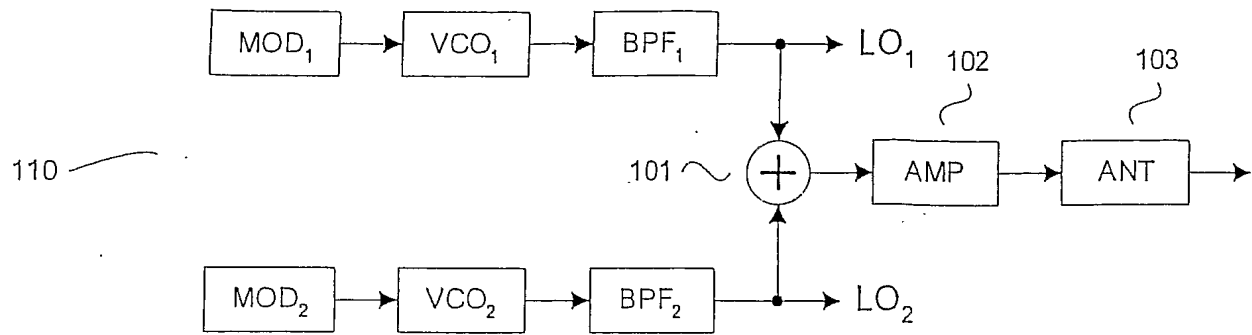 MOD₁ VCO₁ BPF₁ LO₁
102 103
110 101 AMP ANT
MOD₂ VCO₂ BPF₂ LO₂